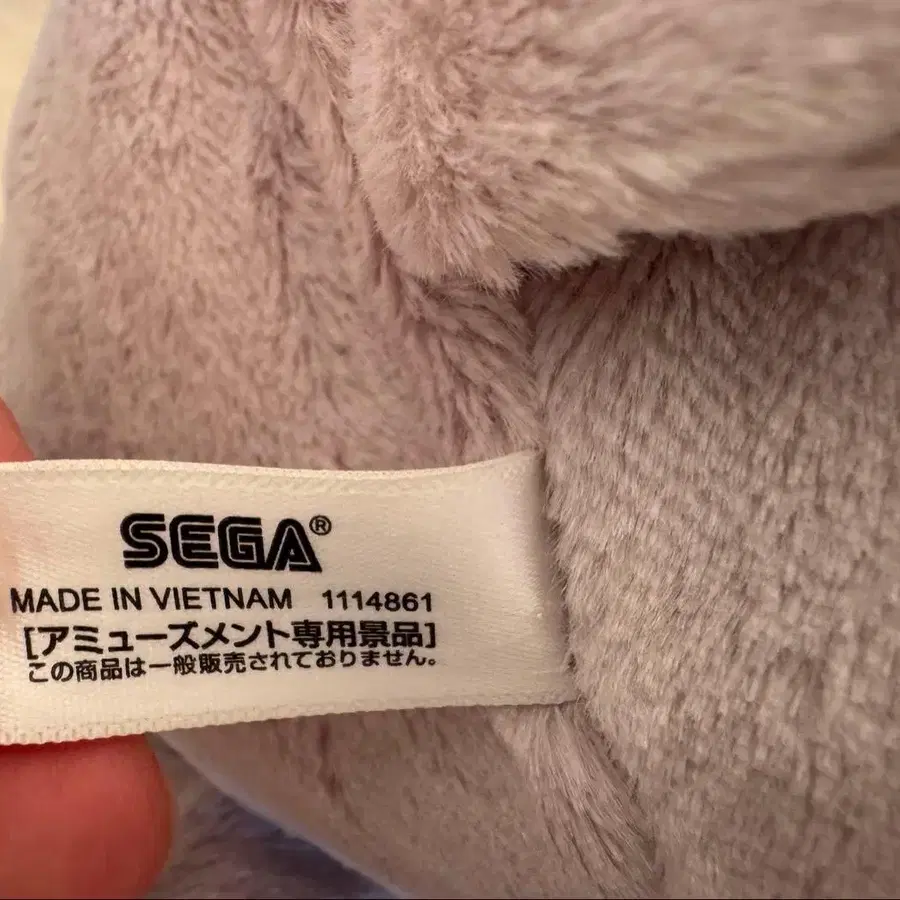 SEGA®
MADE IN VIETNAM 1114861
[アミューズメント専用景品]
この商品は一般販売されておりません。